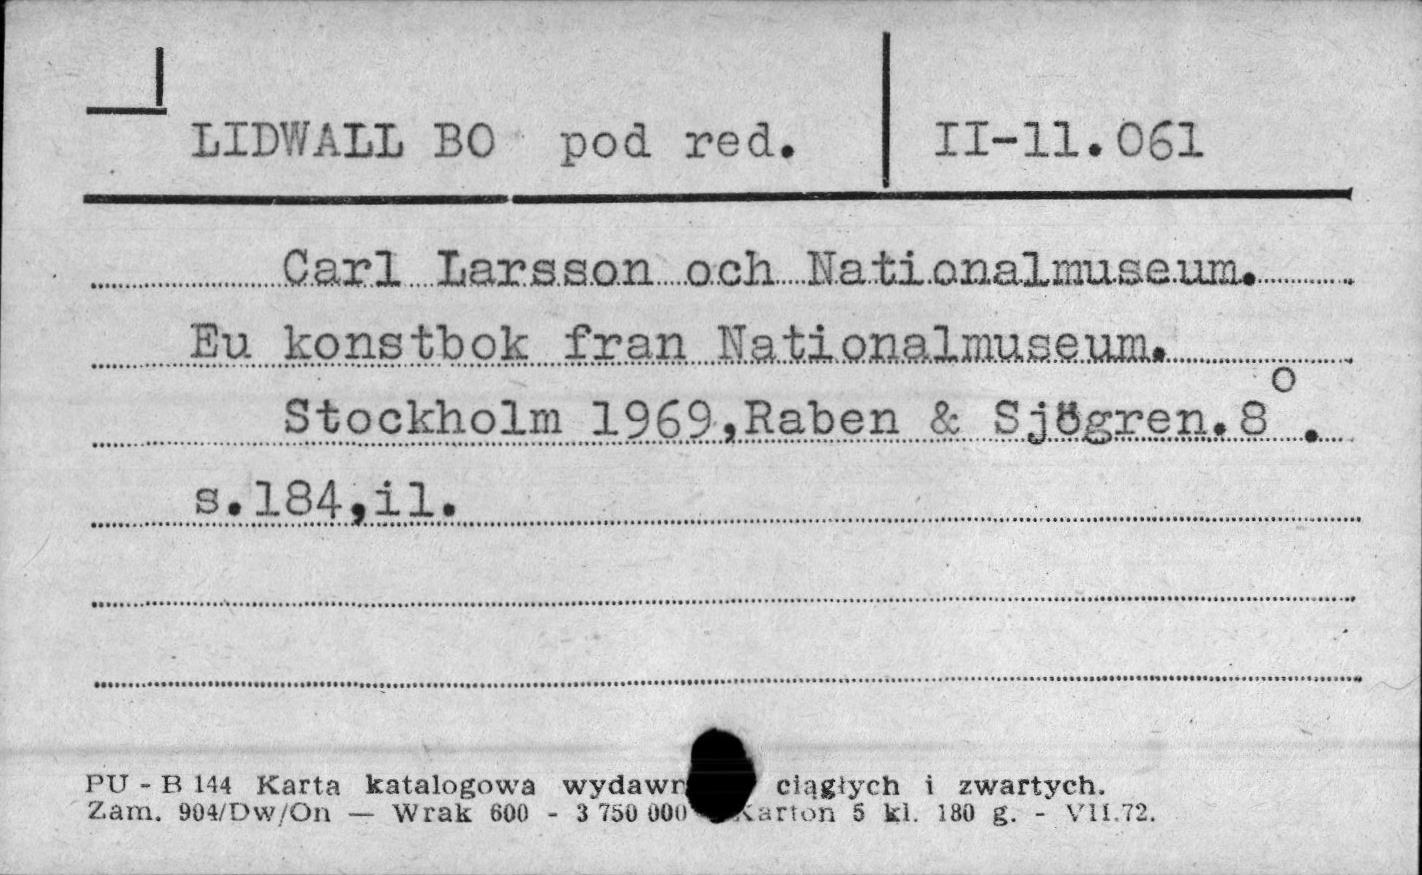 LIDWALL BO pod red. II-11.061
Carl Larsson och Nationalmuseum.
Eu konstbok fran Nationalmuseum.
Stockholm 1969,Raben & Sjögren.8°.
s.184,il.
PU - B 144 Karta katalogowa ciągłych i zwartych.
Zam. 904/Dw/On — Wrak 600 - 3 750 000 Karton 5 kl. 180 g. - VII.72.